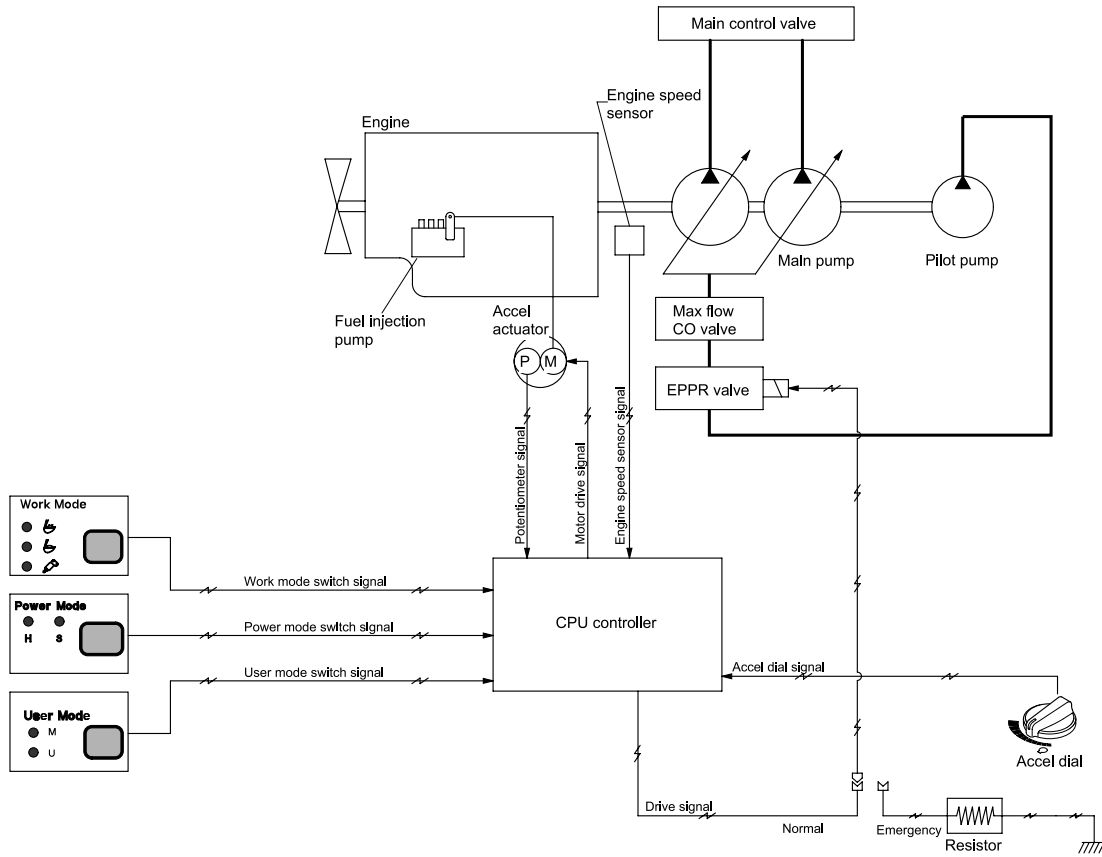 Main control valve
Engine speed
sensor
Engine
Main pump
Pilot pump
Fuel injection
pump
Accel
actuator
Max flow
CO valve
P
M
EPPR valve
Potentiometer signal
Motor drive signal
Engine speed sensor signal
Work Mode
Work mode switch signal
Power Mode
H S
Power mode switch signal
CPU controller
User mode switch signal
Accel dial signal
User Mode
M
U
Accel dial
Drive signal
Normal
Emergency
Resistor